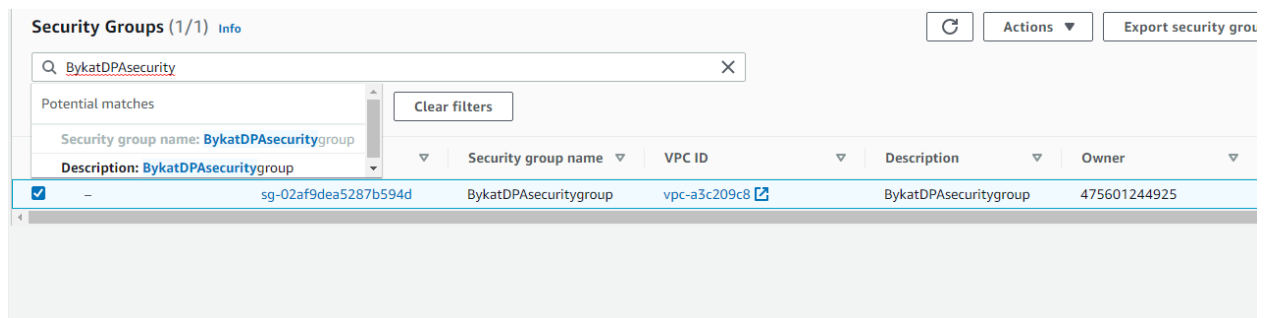 Security Groups (1/1) Info
Actions
Export security grou
BykatDPAsecurity
Potential matches
Clear filters
Security group name: BykatDPAsecuritygroup
Description: BykatDPAsecuritygroup
Security group name
VPC ID
Description
Owner
–
sg-02af9dea5287b594d
BykatDPAsecuritygroup
vpc-a3c209c8
BykatDPAsecuritygroup
475601244925